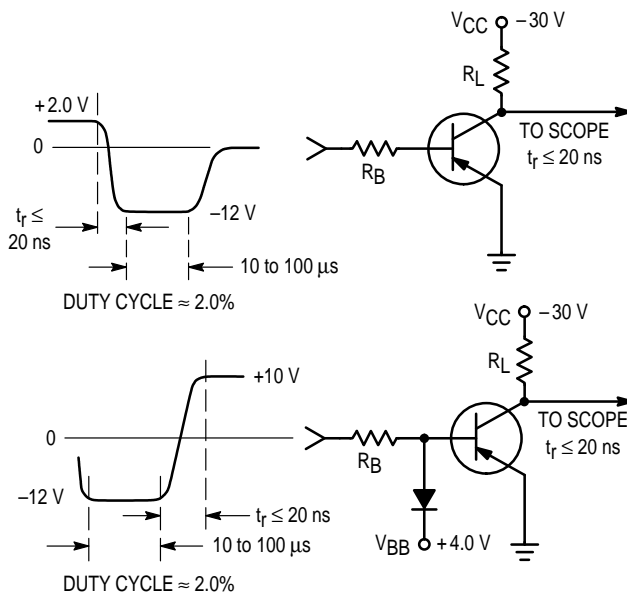 VCC
−30 V
RL
+2.0 V
0
TO SCOPE
tr ≤ 20 ns
RB
−12 V
tr ≤
20 ns
10 to 100 μs
DUTY CYCLE ≈ 2.0%
VCC
−30 V
RL
+10 V
0
TO SCOPE
tr ≤ 20 ns
RB
−12 V
tr ≤ 20 ns
10 to 100 μs
VBB
+4.0 V
DUTY CYCLE ≈ 2.0%